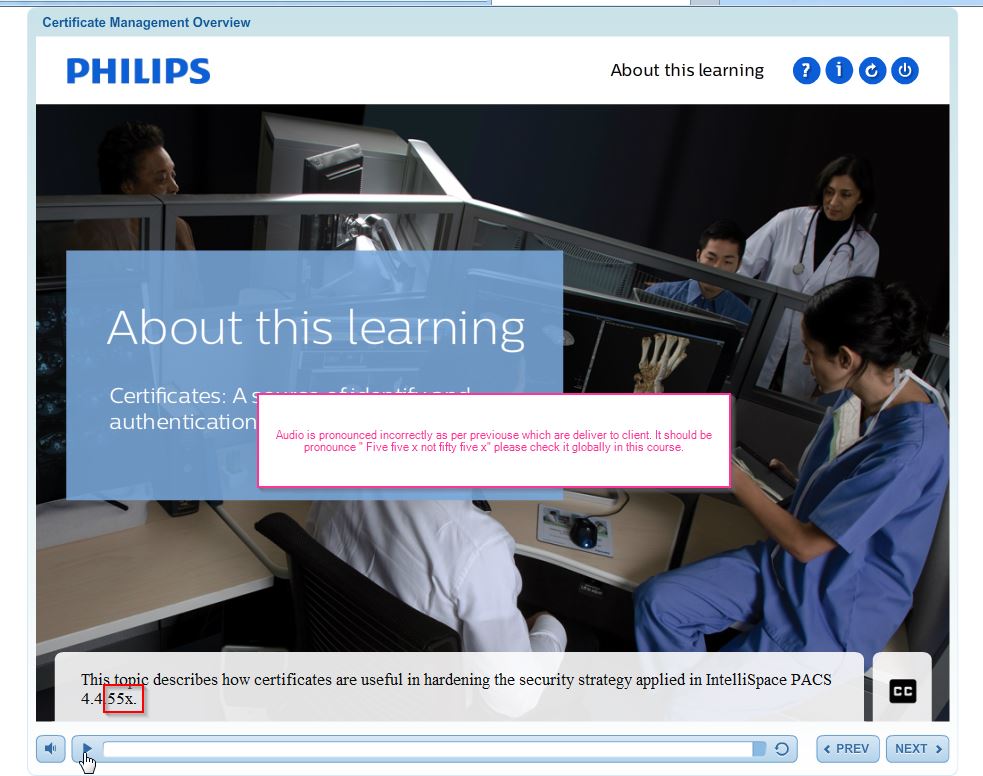 Certificate Management Overview
PHILIPS
About this learning
? i
About this learning
Certificates: A source of identify and
authentication
Audio is pronounced incorrectly as per previouse which are deliver to client. It should be
pronounce " Five five x not fifty five x" please check it globally in this course.
This topic describes how certificates are useful in hardening the security strategy applied in IntelliSpace PACS
4.4.55x.
CC
PREV NEXT